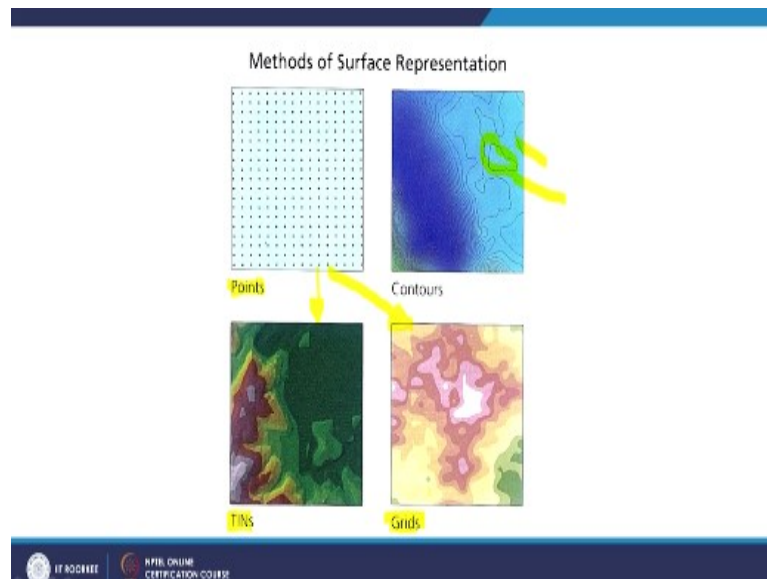 Methods of Surface Representation
Points
Contours
TINs
Grids
IIT ROORKEE
NPTEL ONLINE
CERTIFICATION COURSE